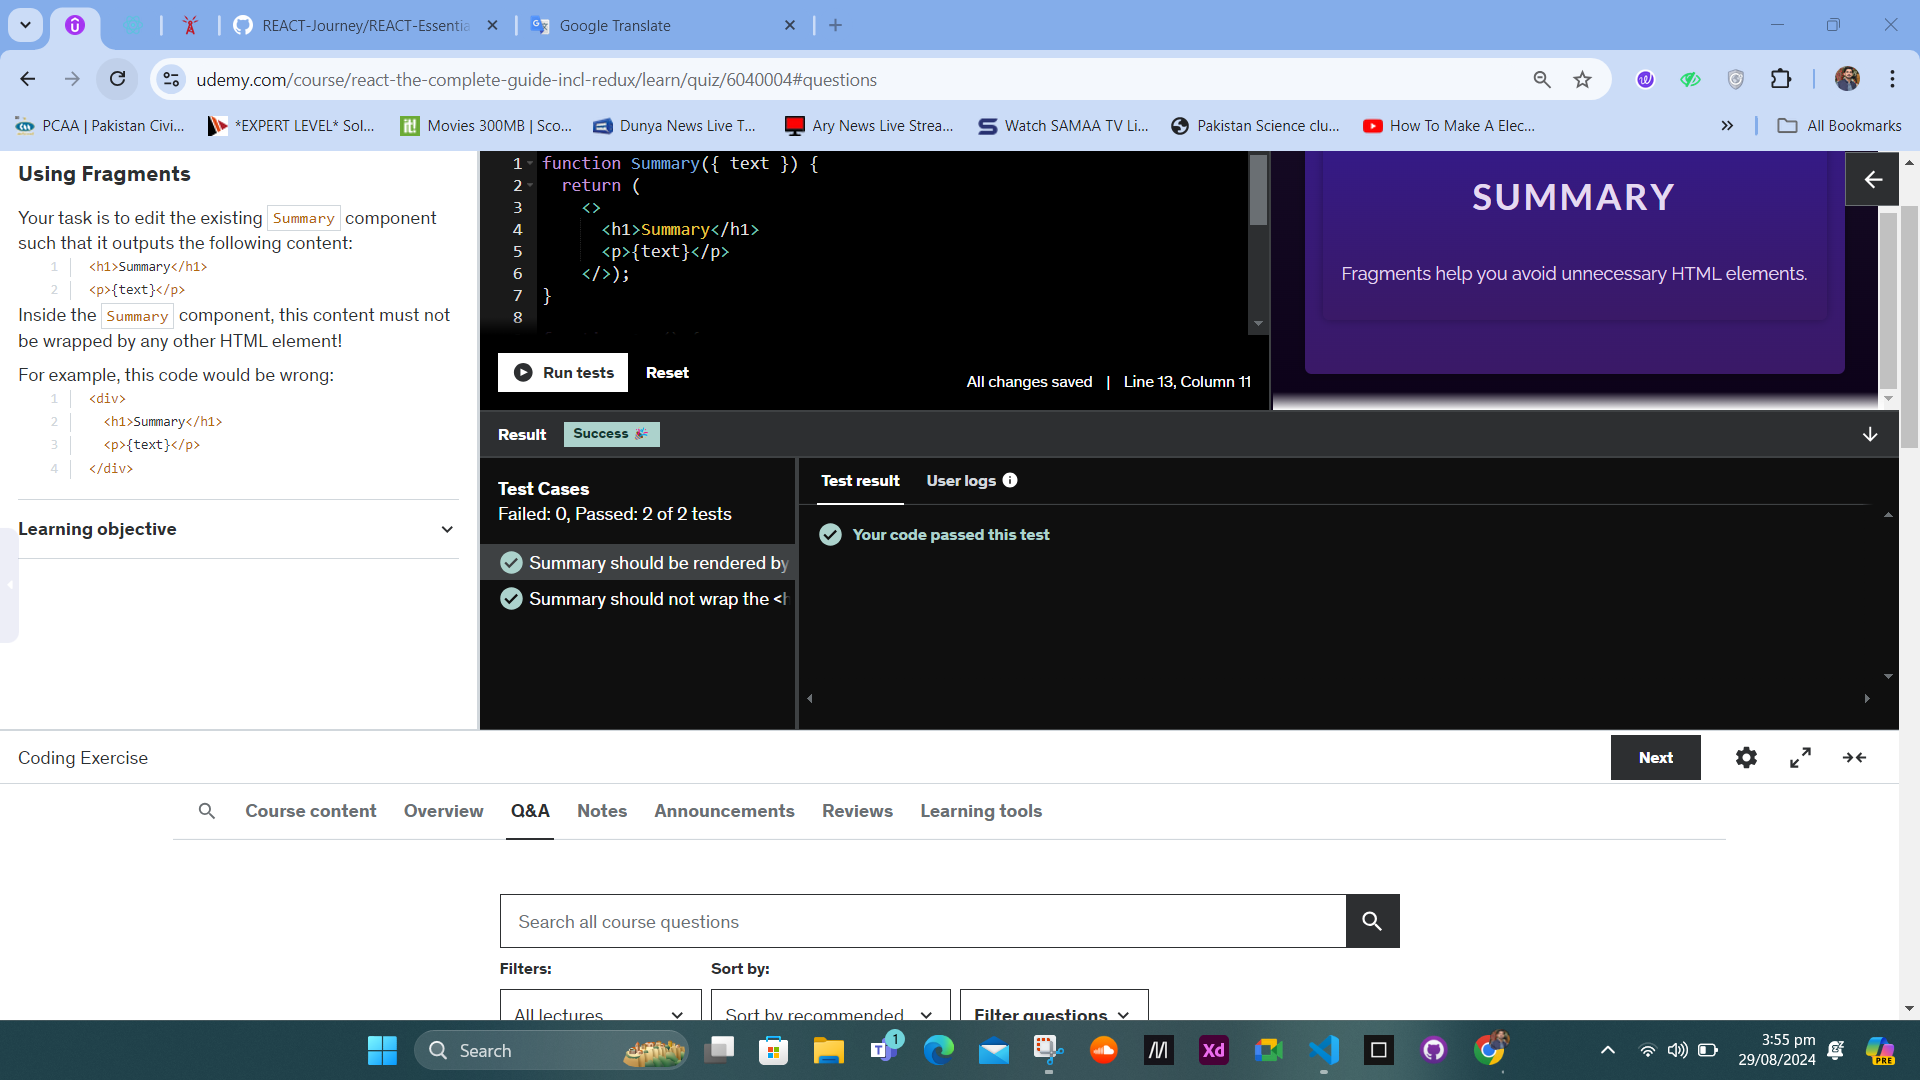 REACT-Journey/REACT-Essentia
Google Translate
udemy.com/course/react-the-complete-guide-incl-redux/learn/quiz/6040004#questions
PCAA | Pakistan Civi...
*EXPERT LEVEL* Sol...
Movies 300MB | Sco...
Dunya News Live T...
Ary News Live Strea...
Watch SAMAA TV Li...
Pakistan Science clu...
How To Make A Elec...
All Bookmarks
Using Fragments
Your task is to edit the existing Summary component
such that it outputs the following content:
1 <h1>Summary</h1>
2 <p>{text}</p>
Inside the Summary component, this content must not
be wrapped by any other HTML element!
For example, this code would be wrong:
1 <div>
2 <h1>Summary</h1>
3 <p>{text}</p>
4 </div>
Learning objective
1 function Summary({ text }) {
2 return (
3 <>
4 <h1>Summary</h1>
5 <p>{text}</p>
6 </>);
7 }
8
Run tests
Reset
All changes saved | Line 13, Column 11
SUMMARY
Fragments help you avoid unnecessary HTML elements.
Result
Success
Test Cases
Failed: 0, Passed: 2 of 2 tests
Summary should be rendered by
Summary should not wrap the <h
Test result
User logs
Your code passed this test
Coding Exercise
Next
Course content
Overview
Q&A
Notes
Announcements
Reviews
Learning tools
Search all course questions
Filters:
Sort by:
All lectures
Sort by recommended
Filter questions
Search
1
Xd
3:55 pm
29/08/2024
PRE